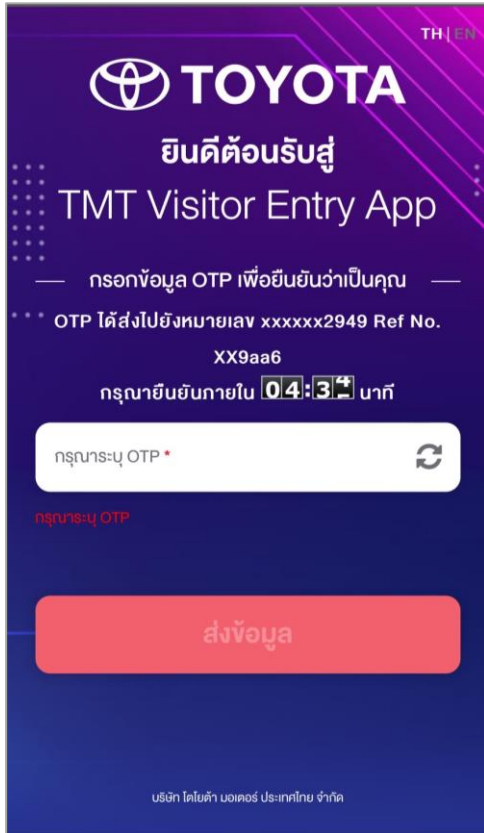 TH | EN
TOYOTA
ยินดีต้อนรับสู่
TMT Visitor Entry App
กรอกข้อมูล OTP เพื่อยืนยันว่าเป็นคุณ
OTP ได้ส่งไปยังหมายเลข xxxxxx2949 Ref No.
XX9aa6
กรุณายืนยันภายใน 04:3 นาที
กรุณาระบุ OTP *
กรุณาระบุ OTP
ส่งข้อมูล
บริษัท โตโยต้า มอเตอร์ ประเทศไทย จำกัด